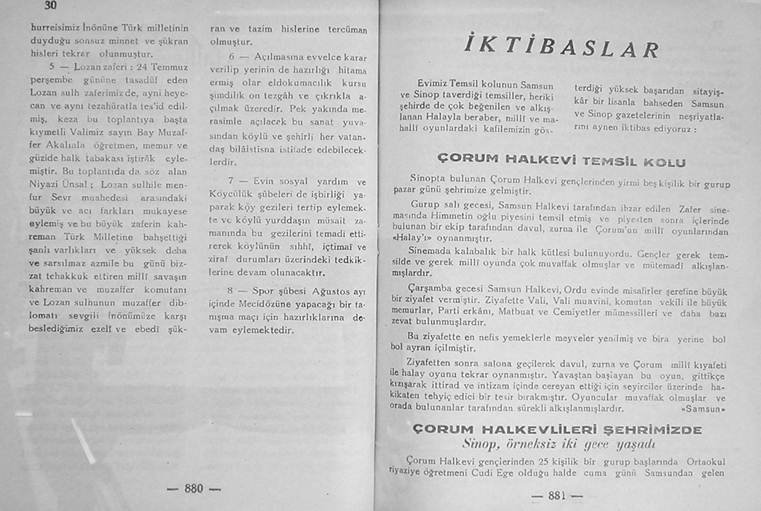 30
hurreisimiz İnönüne Türk milletinin
duyduğu sonsuz minnet ve şükran
hisleri tekrar olunmuştur.
5 — Lozan zaferi : 24 Temmuz
perşembe gününe tasadüf eden
Lozan sulh zaferimizde, ayni heye-
can ve ayni tezahüratla tes'id edil-
miş, keza bu toplantıya başta
kıymetli Valimiz sayın Bay Muzaf-
fer Akalınla öğretmen, memur ve
güzide halk tabakası iştirâk eyle-
miştir. Bu toplantıda da söz alan
Niyazi Ünsal ; Lozan sulhile men-
fur Sevr muahedesi arasındaki
büyük ve acı farkları mukayese
eylemiş ve bu büyük zaferin kah-
reman Türk Milletine bahşettiği
şanlı varlıkları ve yüksek deha
ve sarsılmaz azmile bu günü biz-
zat tehakkuk ettiren millî savaşın
kahraman ve muzaffer komutanı
ve Lozan sulhunun muzaffer dib-
lomatı sevgili İnönümüze karşı
beslediğimiz ezelî ve ebedî şük-
ran ve tazim hislerine tercüman
olmuştur.
6 — Açılmasına evvelce karar
verilip yerinin de hazırlığı hitama
ermiş olar eldokumacılık kursu
şimdilik on tezgâh ve çıkrıkla a-
çılmak üzeredir. Pek yakında me-
rasimle açılacak bu sanat yuva-
sından köylü ve şehirli her vatan-
daş bilâistisna istifade edebilecek-
lerdir.
7 — Evin sosyal yardım ve
Köycülük şübeleri de işbirliği ya-
parak köy gezileri tertip eylemek-
te ve köylü yurddaşın müsait za-
manında bu gezilerini temadi etti-
rerek köylünün sıhhî, içtimaî ve
ziraî durumları üzerindeki tedkik-
lerine devam olunacaktır.
8 — Spor şübesi Ağustos ayı
içinde Mecidözüne yapacağı bir ta-
nışma maçı için hazırlıklarına de-
vam eylemektedir.
— 880 —
İKTİBASLAR
Evimiz Temsil kolunun Samsun
ve Sinop taverdiği temsiller, heriki
şehirde de çok beğenilen ve alkış-
lanan Halayla beraber, millî ve ma-
hallî oyunlardaki kafilemizin gös-
terdiği yüksek başarıdan sitayiş-
kâr bir lisanla bahseden Samsun
ve Sinop gazetelerinin neşriyatla-
rını aynen iktibas ediyoruz :
ÇORUM HALKEVİ TEMSİL KOLU
Sinopta bulunan Çorum Halkevi gençlerinden yirmi beş kişilik bir gurup
pazar günü şehrimize gelmiştir.
Gurup salı gecesi, Samsun Halkevi tarafından ihzar edilen Zafer sine-
masında Himmetin oğlu piyesini temsil etmiş ve piyesten sonra içlerinde
bulunan bir ekip tarafından davul, zurna ile Çorum'un millî oyunlarından
«Halay'ı» oynanmıştır.
Sinemada kalabalık bir halk kütlesi bulunuyordu. Gençler gerek tem-
silde ve gerek millî oyunda çok muvaffak olmuşlar ve mütemadî alkışlan-
mışlardır.
Çarşamba gecesi Samsun Halkevi, Ordu evinde misafirler şerefine büyük
bir ziyafet vermiştir. Ziyafette Vali, Vali muavini, komutan vekili ile büyük
memurlar, Parti erkânı, Matbuat ve Cemiyetler mümessilleri ve daha bazı
zevat bulunmuşlardır.
Bu ziyafette en nefis yemeklerle meyveler yenilmiş ve bira yerine bol
bol ayran içilmiştir.
Ziyafetten sonra salona geçilerek davul, zurna ve Çorum millî kıyafeti
ile halay oyunu tekrar oynanmıştır. Yavaştan başlayan bu oyun, gittikçe
kızışarak ittirad ve intizam içinde cereyan ettiği için seyirciler üzerinde ha-
kikaten tehyiç edici bir tesir bırakmıştır. Oyuncular muvaffak olmuşlar ve
orada bulunanlar tarafından sürekli alkışlanmışlardır. «Samsun»
ÇORUM HALKEVLİLERİ ŞEHRİMİZDE
Sinop, örneksiz iki gece yaşadı
Çorum Halkevi gençlerinden 25 kişilik bir gurup başlarında Ortaokul
riyaziye öğretmeni Cudi Ege olduğu halde cuma günü Samsundan gelen
— 881 —